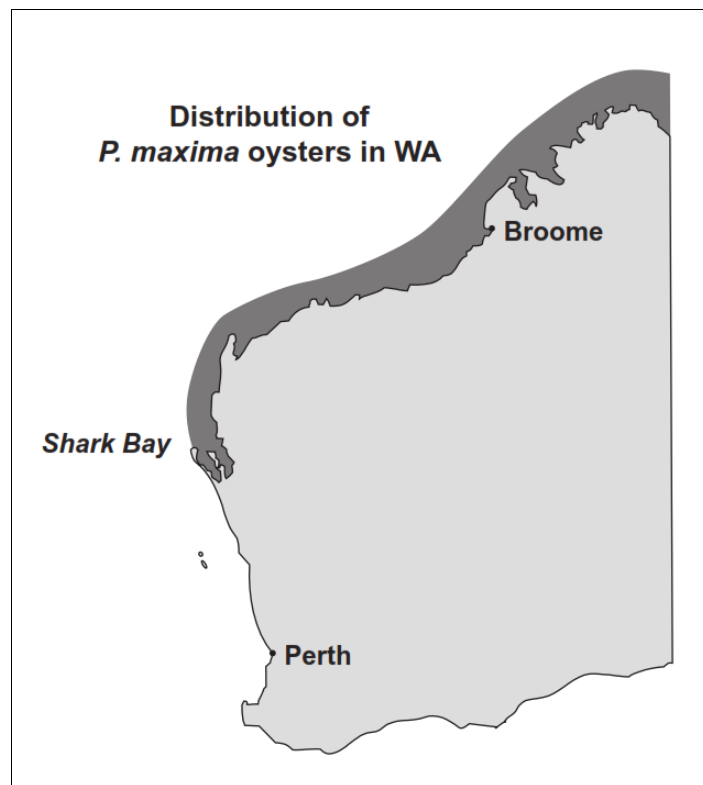 Distribution of
P. maxima oysters in WA
Broome
Shark Bay
Perth